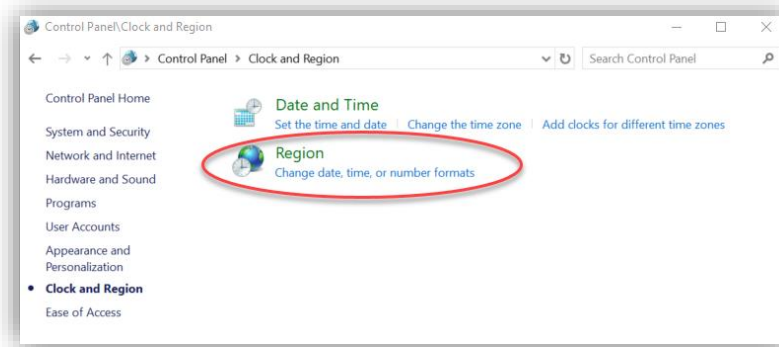 Control Panel\Clock and Region
Control Panel > Clock and Region
Search Control Panel
Control Panel Home
System and Security
Network and Internet
Hardware and Sound
Programs
User Accounts
Appearance and
Personalization
Clock and Region
Ease of Access
Date and Time
Set the time and date | Change the time zone | Add clocks for different time zones
Region
Change date, time, or number formats